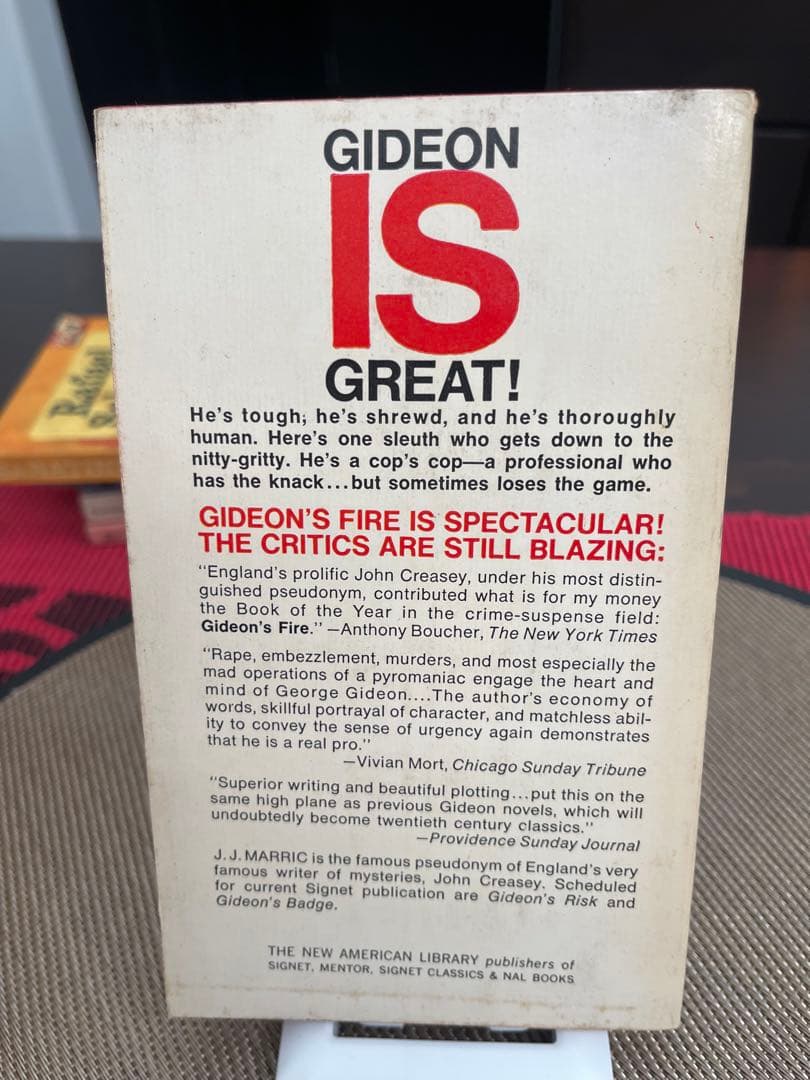 GIDEON
IS
GREAT!
He's tough; he's shrewd, and he's thoroughly
human. Here's one sleuth who gets down to the
nitty-gritty. He's a cop's cop—a professional who
has the knack...but sometimes loses the game.
GIDEON'S FIRE IS SPECTACULAR!
THE CRITICS ARE STILL BLAZING:
"England's prolific John Creasey, under his most distin-
guished pseudonym, contributed what is for my money
the Book of the Year in the crime-suspense field:
Gideon's Fire." —Anthony Boucher, The New York Times
"Rape, embezzlement, murders, and most especially the
mad operations of a pyromaniac engage the heart and
mind of George Gideon....The author's economy of
words, skillful portrayal of character, and matchless abil-
ity to convey the sense of urgency again demonstrates
that he is a real pro."
—Vivian Mort, Chicago Sunday Tribune
"Superior writing and beautiful plotting...put this on the
same high plane as previous Gideon novels, which will
undoubtedly become twentieth century classics."
—Providence Sunday Journal
J. J. MARRIC is the famous pseudonym of England's very
famous writer of mysteries, John Creasey. Scheduled
for current Signet publication are Gideon's Risk and
Gideon's Badge.
THE NEW AMERICAN LIBRARY publishers of
SIGNET, MENTOR, SIGNET CLASSICS & NAL BOOKS
Rafael